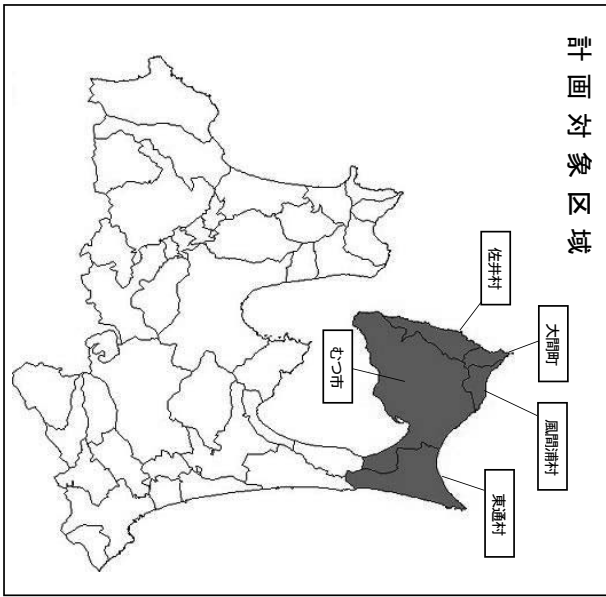 計画対象区域
佐井村
大間町
むつ市
風間浦村
東通村